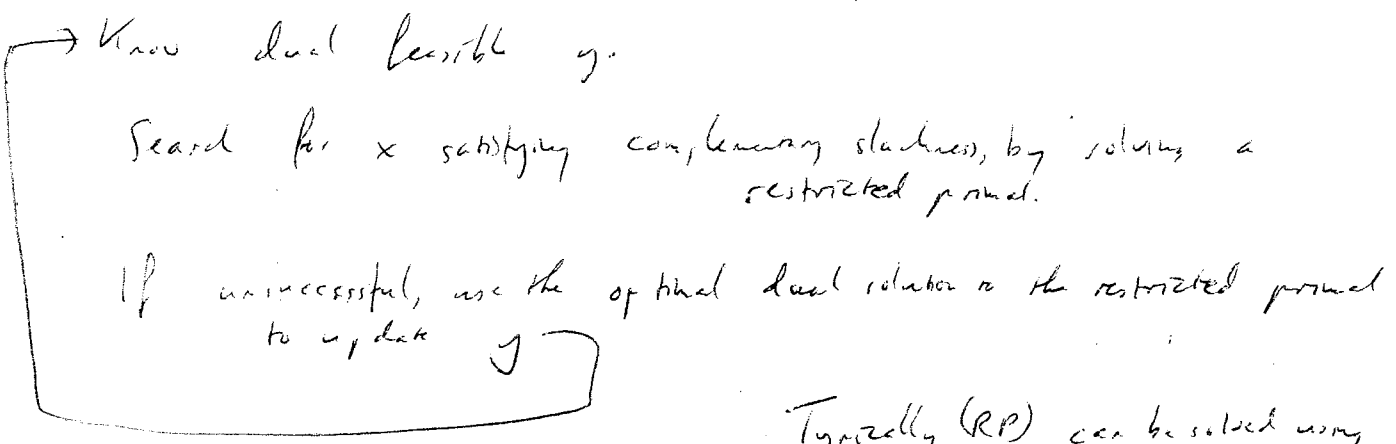 Know dual feasible y.
Search for x satisfying complementary slackness, by solving a
restricted primal.
If unsuccessful, use the optimal dual solution to the restricted primal
to update y
Typically (RP) can be solved using